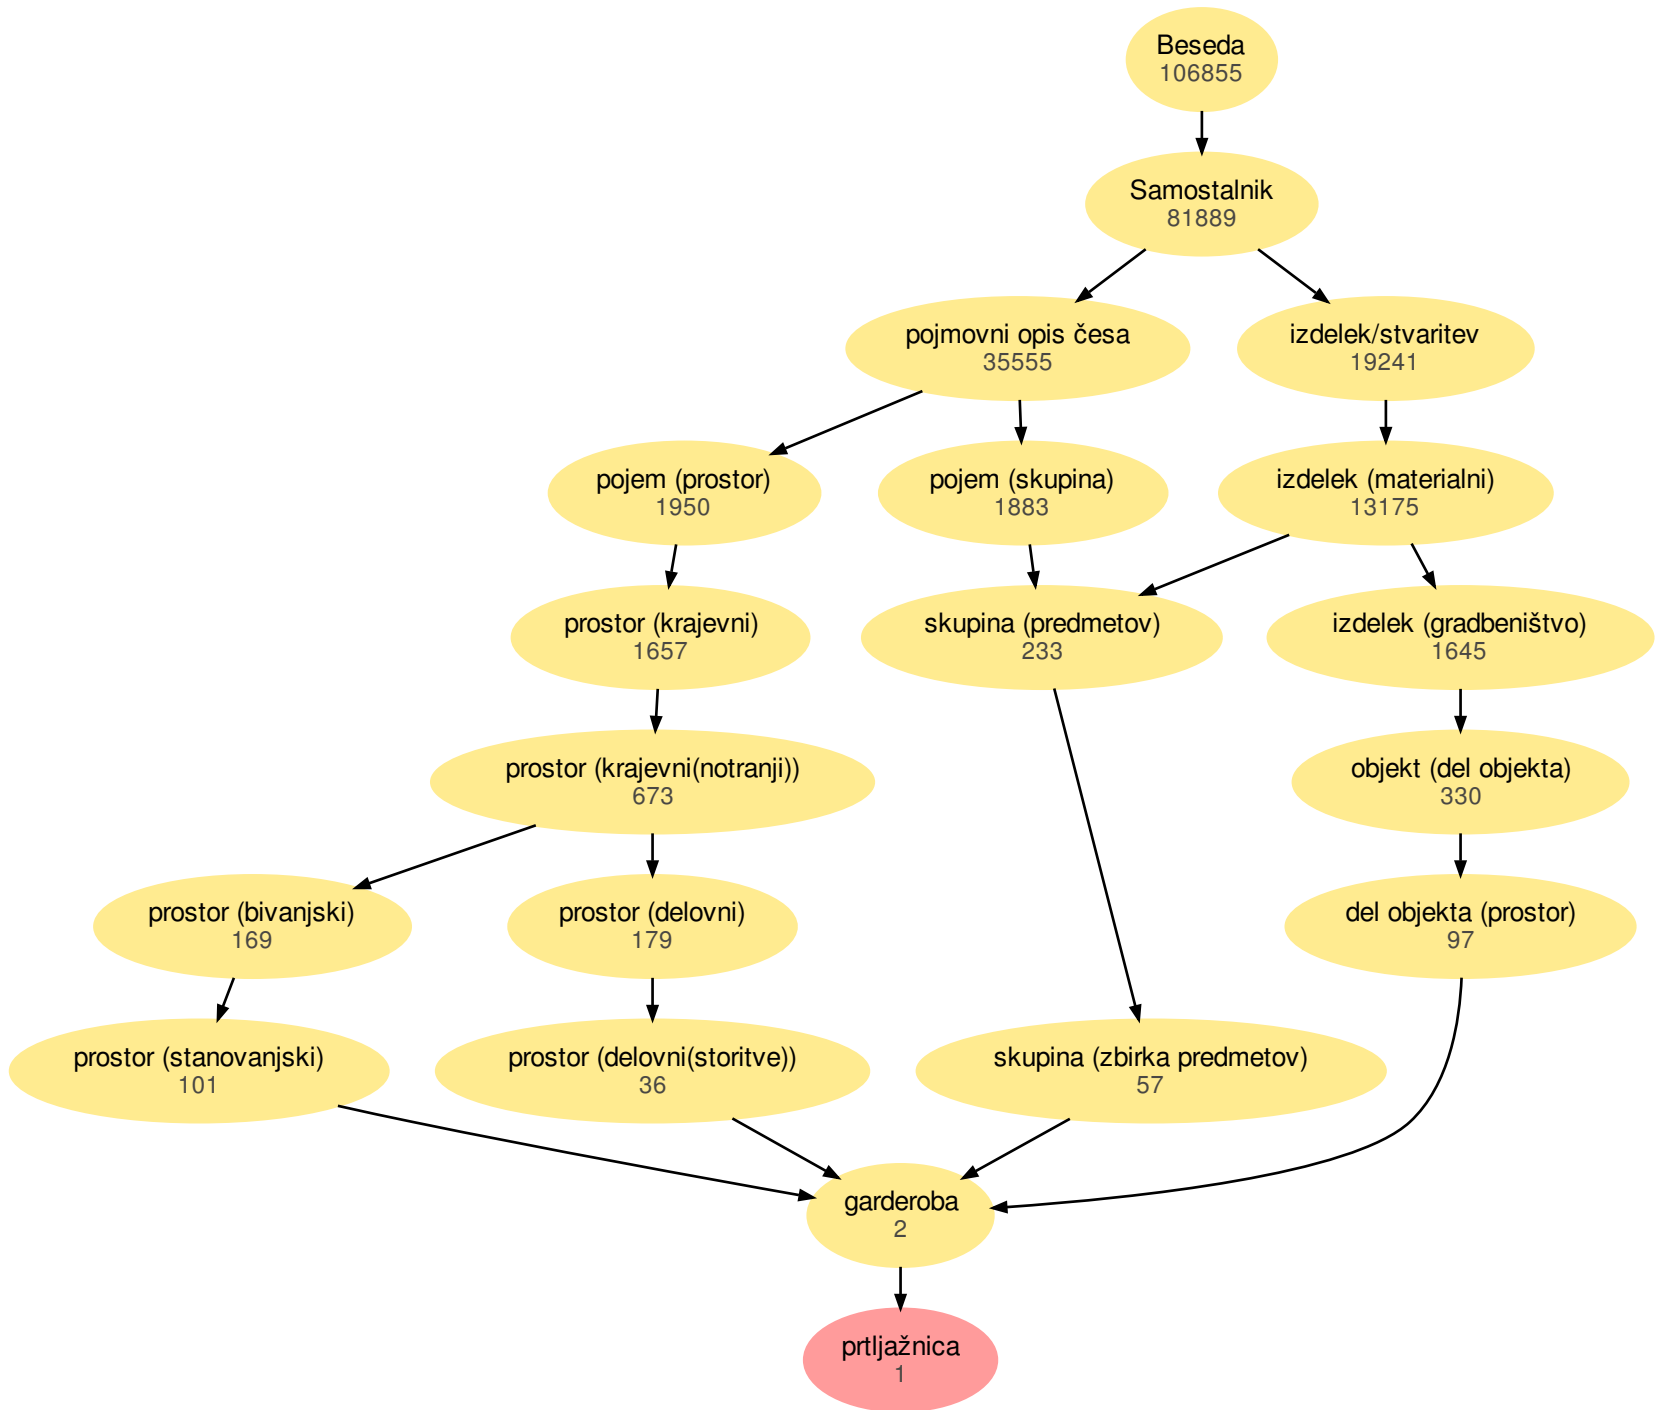 Beseda
106855
Samostalnik
81889
pojmovni opis česa
35555
izdelek/stvaritev
19241
pojem (prostor)
1950
pojem (skupina)
1883
izdelek (materialni)
13175
prostor (krajevni)
1657
skupina (predmetov)
233
izdelek (gradbeništvo)
1645
prostor (krajevni(notranji))
673
objekt (del objekta)
330
prostor (bivanjski)
169
prostor (delovni)
179
del objekta (prostor)
97
prostor (stanovanjski)
101
prostor (delovni(storitve))
36
skupina (zbirka predmetov)
57
garderoba
2
prtljažnica
1